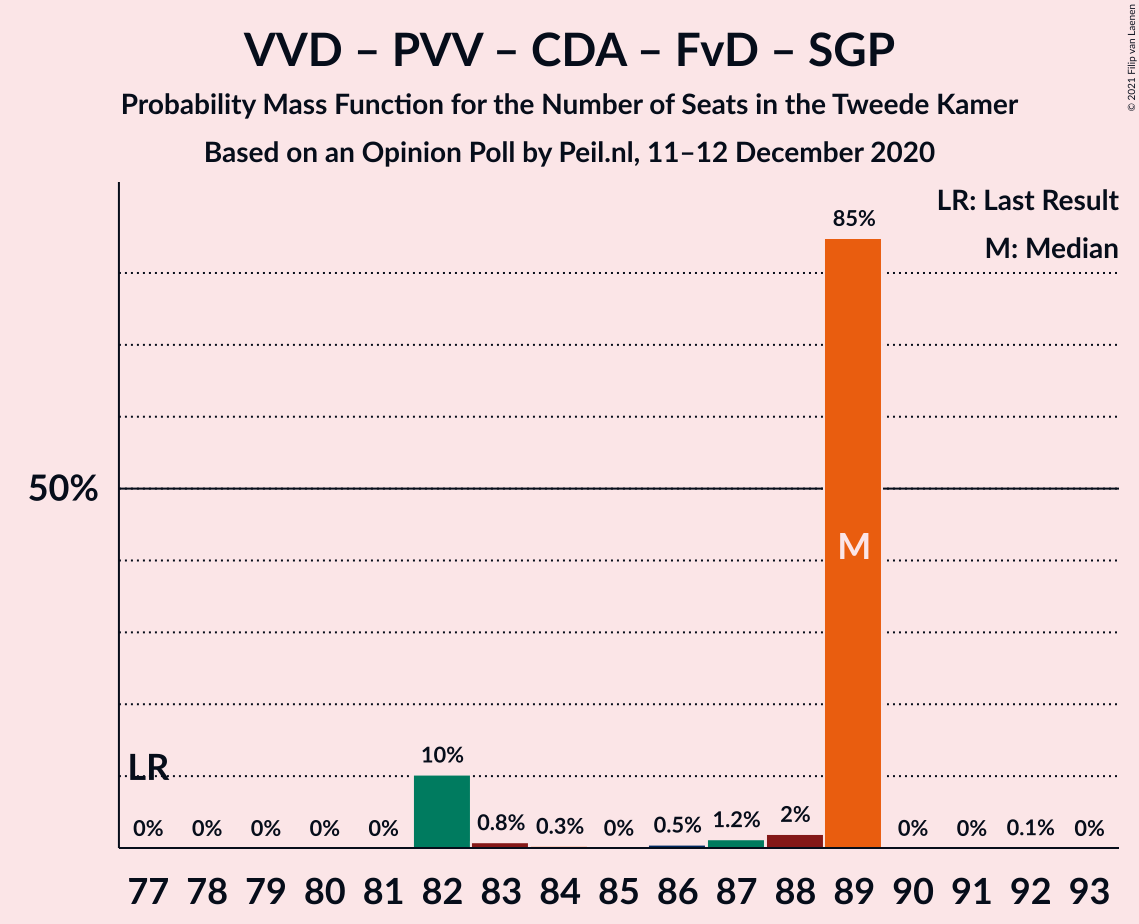 VVD – PVV – CDA – FvD – SGP
Probability Mass Function for the Number of Seats in the Tweede Kamer
Based on an Opinion Poll by Peil.nl, 11–12 December 2020
© 2021 Filip van Laenen
LR: Last Result
M: Median
85%
50%
M
LR
10%
0% 0% 0% 0% 0% 0.8% 0.3% 0% 0.5% 1.2% 2% 0% 0% 0.1% 0%
77 78 79 80 81 82 83 84 85 86 87 88 89 90 91 92 93